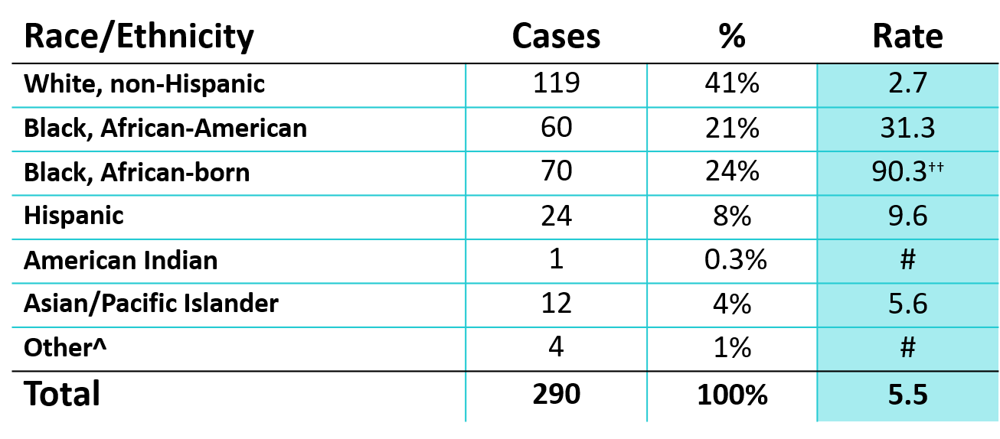 Race/Ethnicity Cases % Rate
White, non-Hispanic 119 41% 2.7
Black, African-American 60 21% 31.3
Black, African-born 70 24% 90.3††
Hispanic 24 8% 9.6
American Indian 1 0.3% #
Asian/Pacific Islander 12 4% 5.6
Other^ 4 1% #
Total 290 100% 5.5